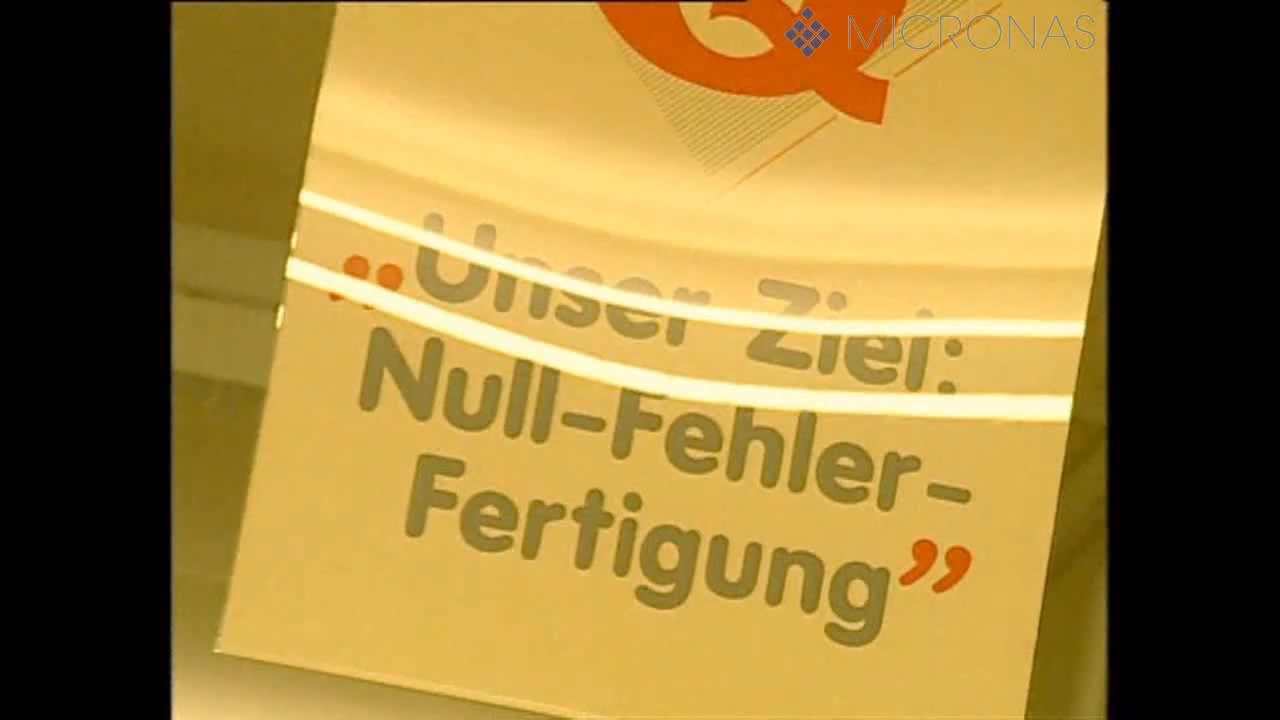 MICRONAS
Q
„Unser Ziel:
Null-Fehler-
Fertigung”